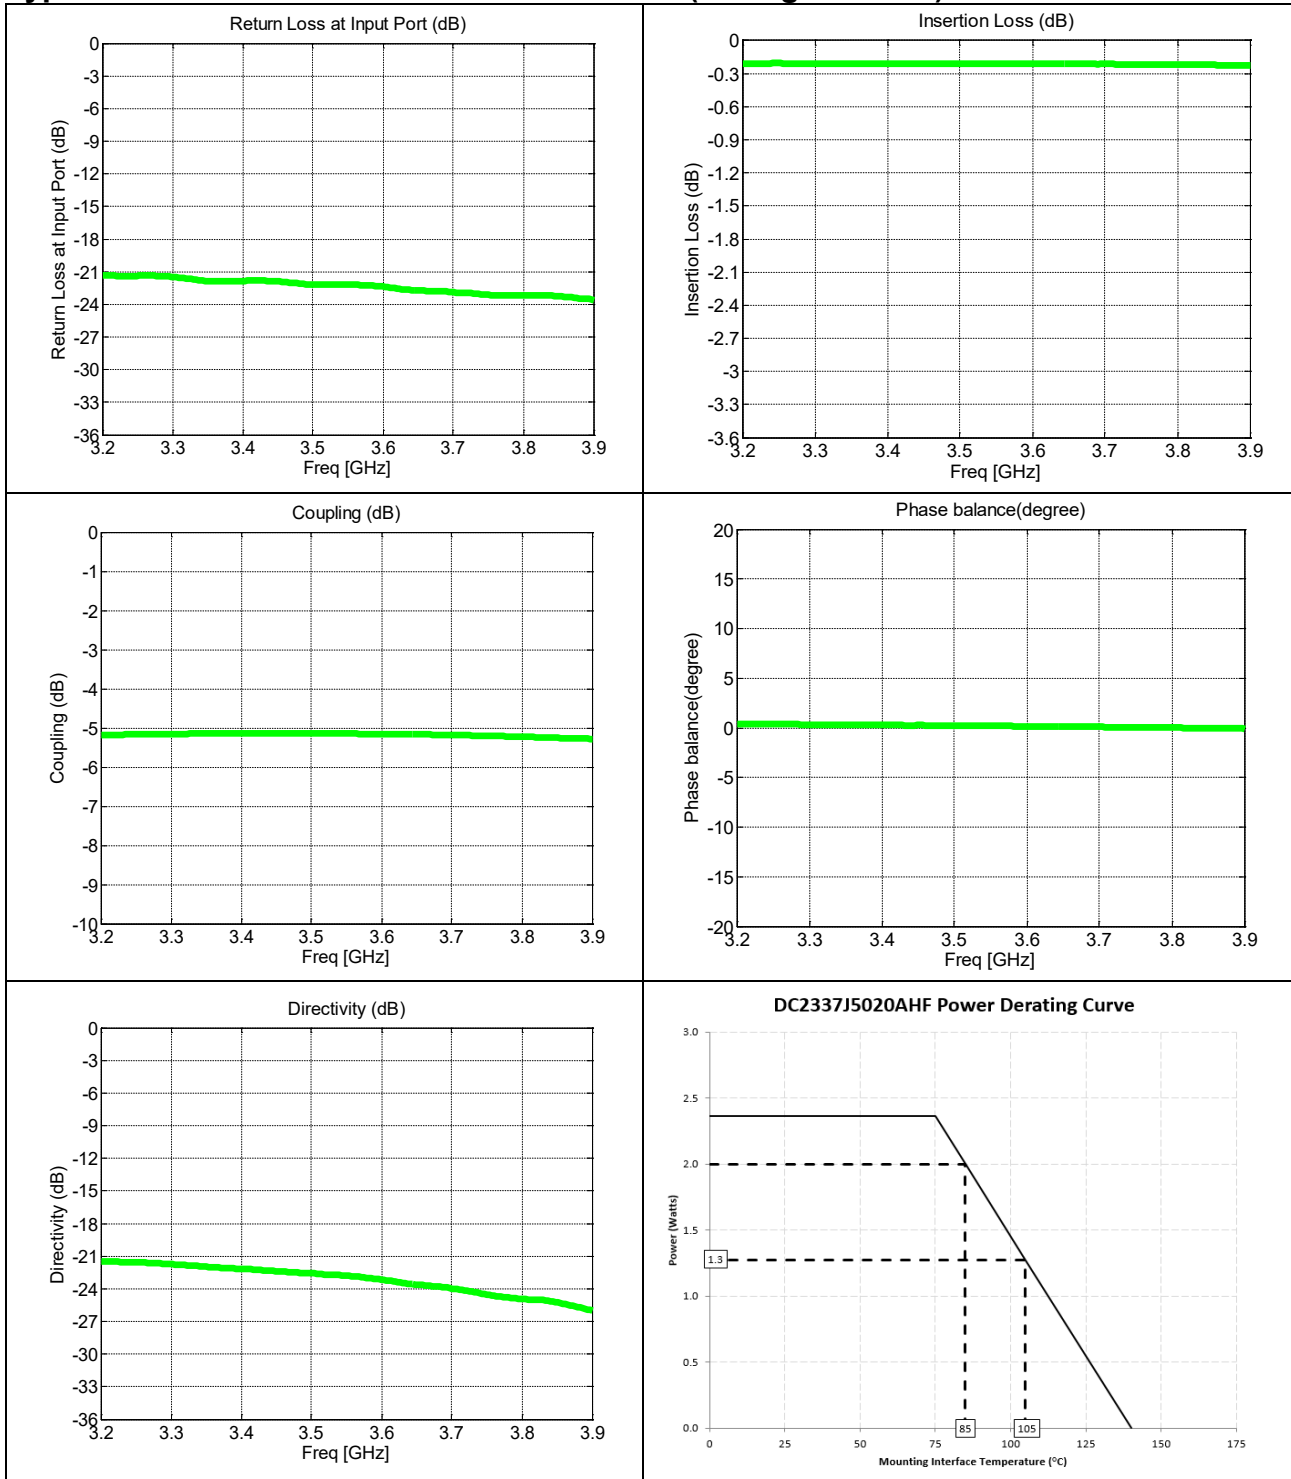 Return Loss at Input Port (dB)
Return Loss at Input Port (dB)
0
-3
-6
-9
-12
-15
-18
-21
-24
-27
-30
-33
-36
3.2 3.3 3.4 3.5 3.6 3.7 3.8 3.9
Freq [GHz]
Insertion Loss (dB)
Insertion Loss (dB)
0
-0.3
-0.6
-0.9
-1.2
-1.5
-1.8
-2.1
-2.4
-2.7
-3
-3.3
-3.6
3.2 3.3 3.4 3.5 3.6 3.7 3.8 3.9
Freq [GHz]
Coupling (dB)
Coupling (dB)
0
-1
-2
-3
-4
-5
-6
-7
-8
-9
-10
3.2 3.3 3.4 3.5 3.6 3.7 3.8 3.9
Freq [GHz]
Phase balance(degree)
Phase balance(degree)
20
15
10
5
0
-5
-10
-15
-20
3.2 3.3 3.4 3.5 3.6 3.7 3.8 3.9
Freq [GHz]
Directivity (dB)
Directivity (dB)
0
-3
-6
-9
-12
-15
-18
-21
-24
-27
-30
-33
-36
3.2 3.3 3.4 3.5 3.6 3.7 3.8 3.9
Freq [GHz]
DC2337J5020AHF Power Derating Curve
Power (Watts)
3.0
2.5
2.0
1.5
1.3
1.0
0.5
0.0
85 105
0 25 50 75 100 125 150 175
Mounting Interface Temperature (°C)